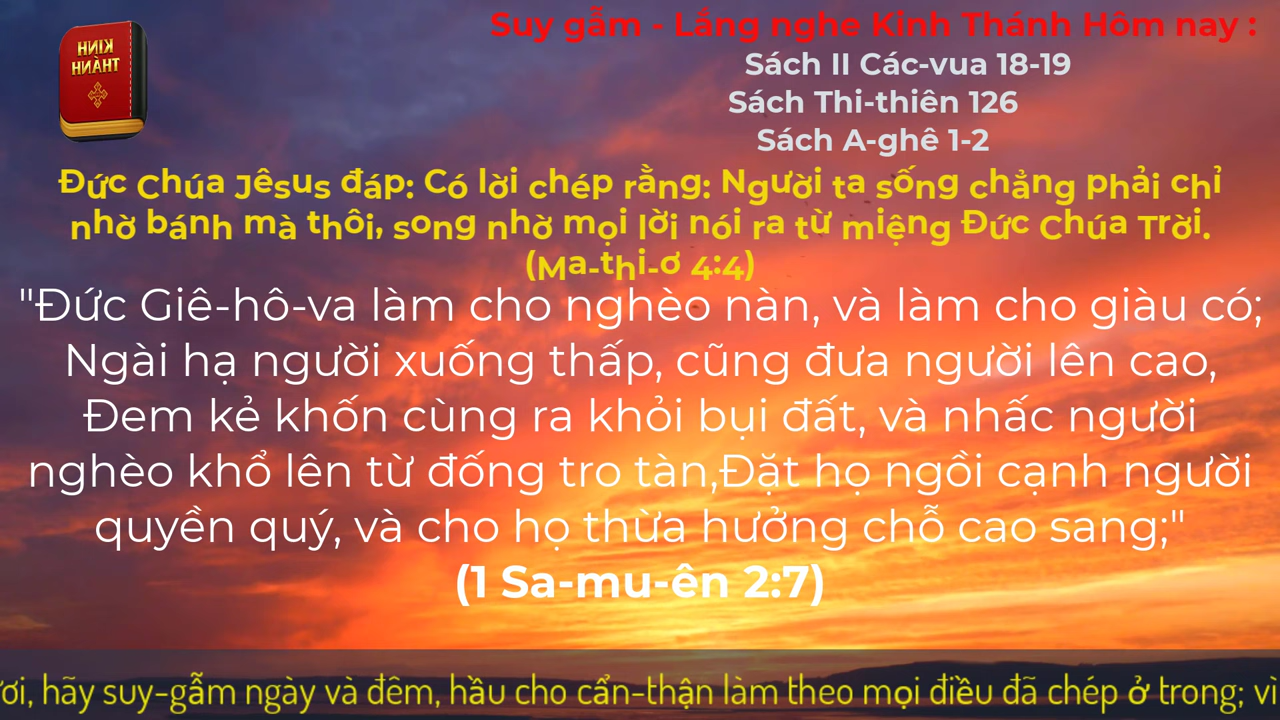 KINH
THÁNH
Suy gẫm - Lắng nghe Kinh Thánh Hôm nay :
Sách II Các-vua 18-19
Sách Thi-thiên 126
Sách A-ghê 1-2
Đức Chúa Jêsus đáp: Có lời chép rằng: Người ta sống chẳng phải chỉ
nhờ bánh mà thôi, song nhờ mọi lời nói ra từ miệng Đức Chúa Trời.
(Ma-thi-ơ 4:4)
"Đức Giê-hô-va làm cho nghèo nàn, và làm cho giàu có;
Ngài hạ người xuống thấp, cũng đưa người lên cao,
Đem kẻ khốn cùng ra khỏi bụi đất, và nhấc người
nghèo khổ lên từ đống tro tàn,Đặt họ ngồi cạnh người
quyền quý, và cho họ thừa hưởng chỗ cao sang;"
(1 Sa-mu-ên 2:7)
ơi, hãy suy-gẫm ngày và đêm, hầu cho cẩn-thận làm theo mọi điều đã chép ở trong; vì